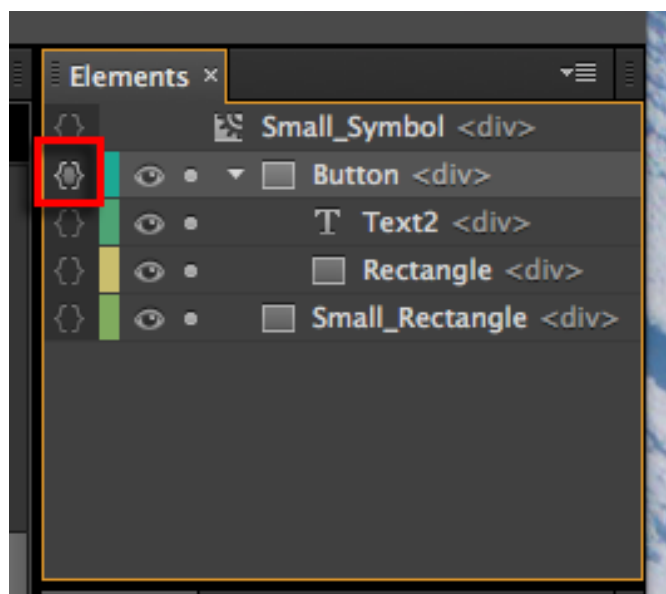 Elements ×
{} Small_Symbol <div>
{} Button <div>
{} T Text2 <div>
{} Rectangle <div>
{} Small_Rectangle <div>